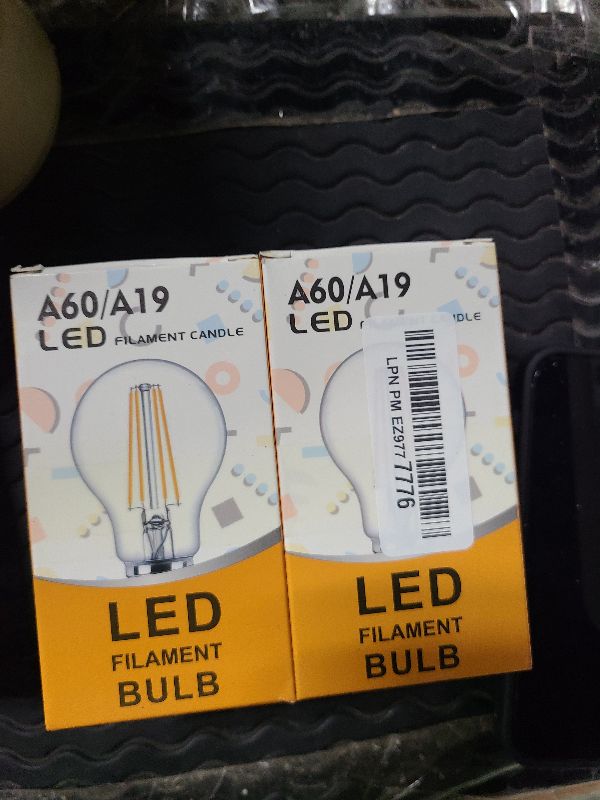 A60/A19
LED FILAMENT CANDLE
LED
FILAMENT
BULB
A60/A19
LED
LPN PM EZ977 7776
LED
FILAMENT
BULB